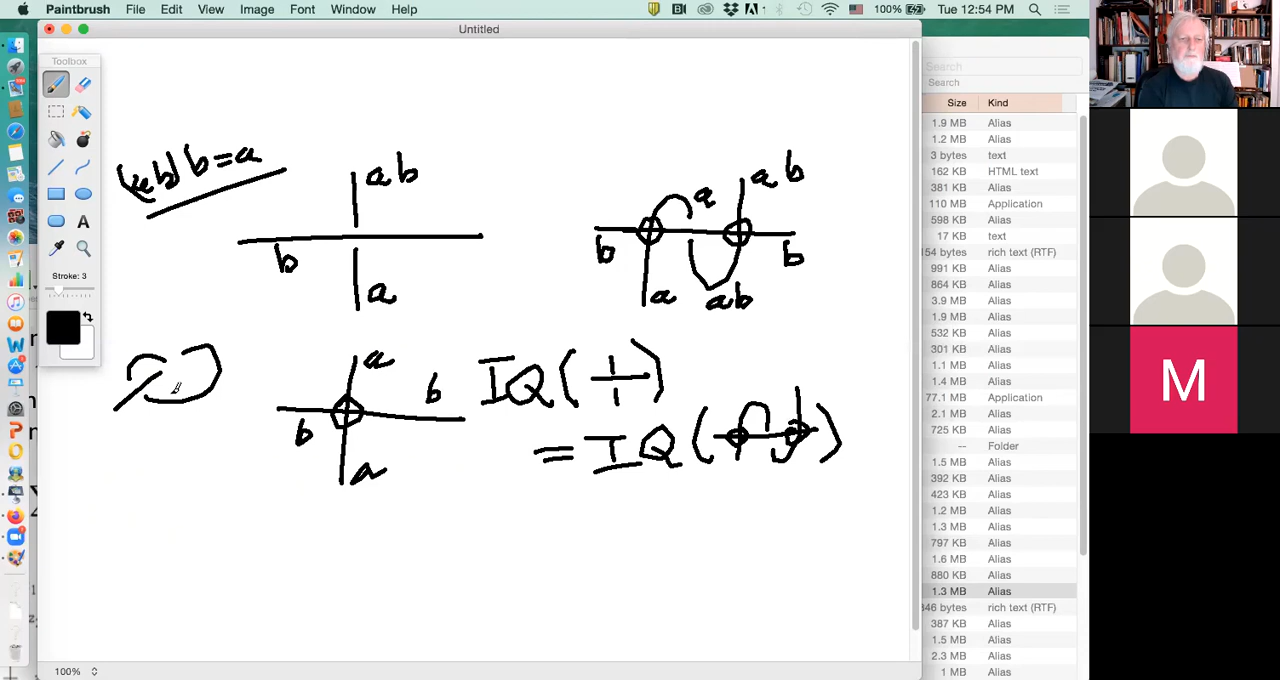 Paintbrush File Edit View Image Font Window Help 100% Tue 12:54 PM
Untitled
Toolbox
Search
Search
Size Kind
1.9 MB Alias
1.2 MB Alias
3 bytes text
162 KB HTML text
381 KB Alias
110 MB Application
598 KB Alias
17 KB text
154 bytes rich text (RTF)
991 KB Alias
864 KB Alias
3.9 MB Alias
1.9 MB Alias
532 KB Alias
301 KB Alias
1.1 MB Alias
1.4 MB Alias
77.1 MB Application
2.1 MB Alias
725 KB Alias
-- Folder
1.5 MB Alias
392 KB Alias
423 KB Alias
1.2 MB Alias
1.3 MB Alias
797 KB Alias
1.6 MB Alias
880 KB Alias
1.3 MB Alias
346 bytes rich text (RTF)
387 KB Alias
1.5 MB Alias
2.3 MB Alias
1 MB Alias
A
Stroke: 3
(ab) b = a
a b
b
a
a
a b
b
b
a
a b
a
b
b
a
IQ ( )
= IQ ( )
M
100%